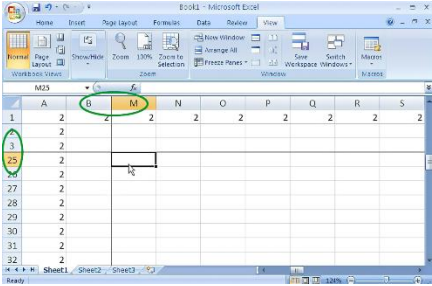 Book1 - Microsoft Excel
Home Insert Page Layout Formulas Data Review View
Normal Page Layout Show/Hide Zoom 100% Zoom to Selection New Window Arrange All Freeze Panes Save Workspace Switch Windows Macros
Workbook Views Zoom Window Macros
M25 fx
A B M N O P Q R S
1 2 2 2 2 2 2 2 2 2
2 2
3 2
25 2
26 2
27 2
28 2
29 2
30 2
31 2
32 2
Sheet1 Sheet2 Sheet3
Ready 124%